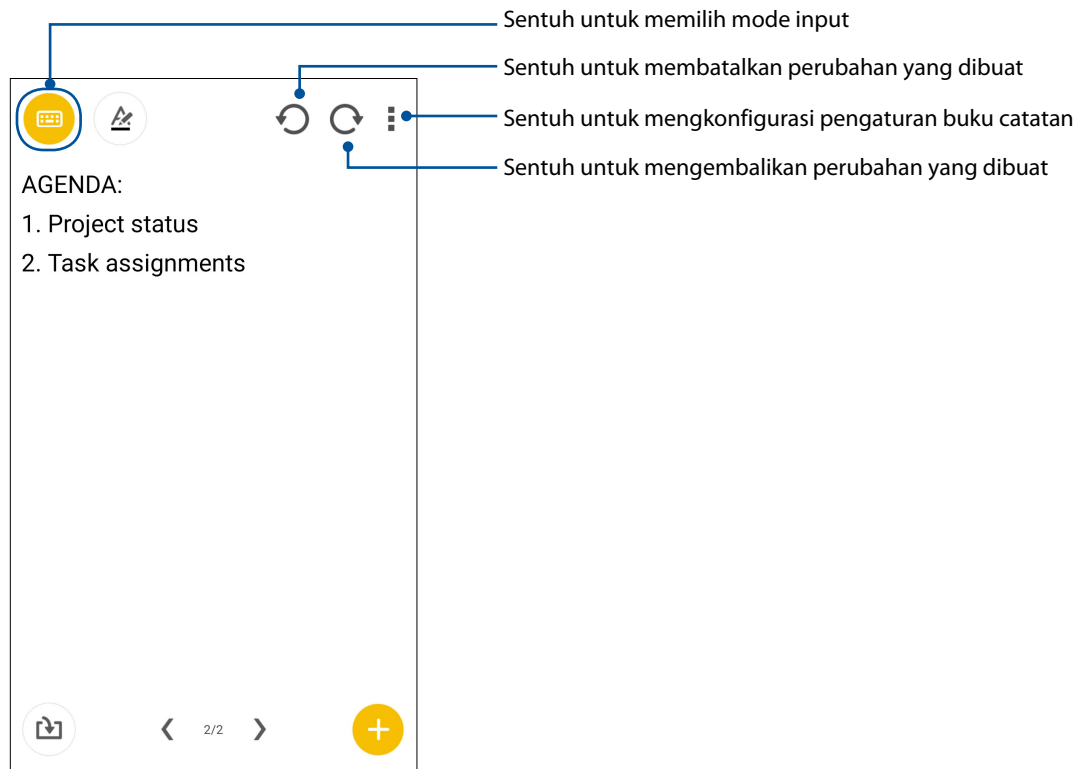 Sentuh untuk memilih mode input
Sentuh untuk membatalkan perubahan yang dibuat
Sentuh untuk mengkonfigurasi pengaturan buku catatan
Sentuh untuk mengembalikan perubahan yang dibuat
AGENDA:
1. Project status
2. Task assignments
2/2